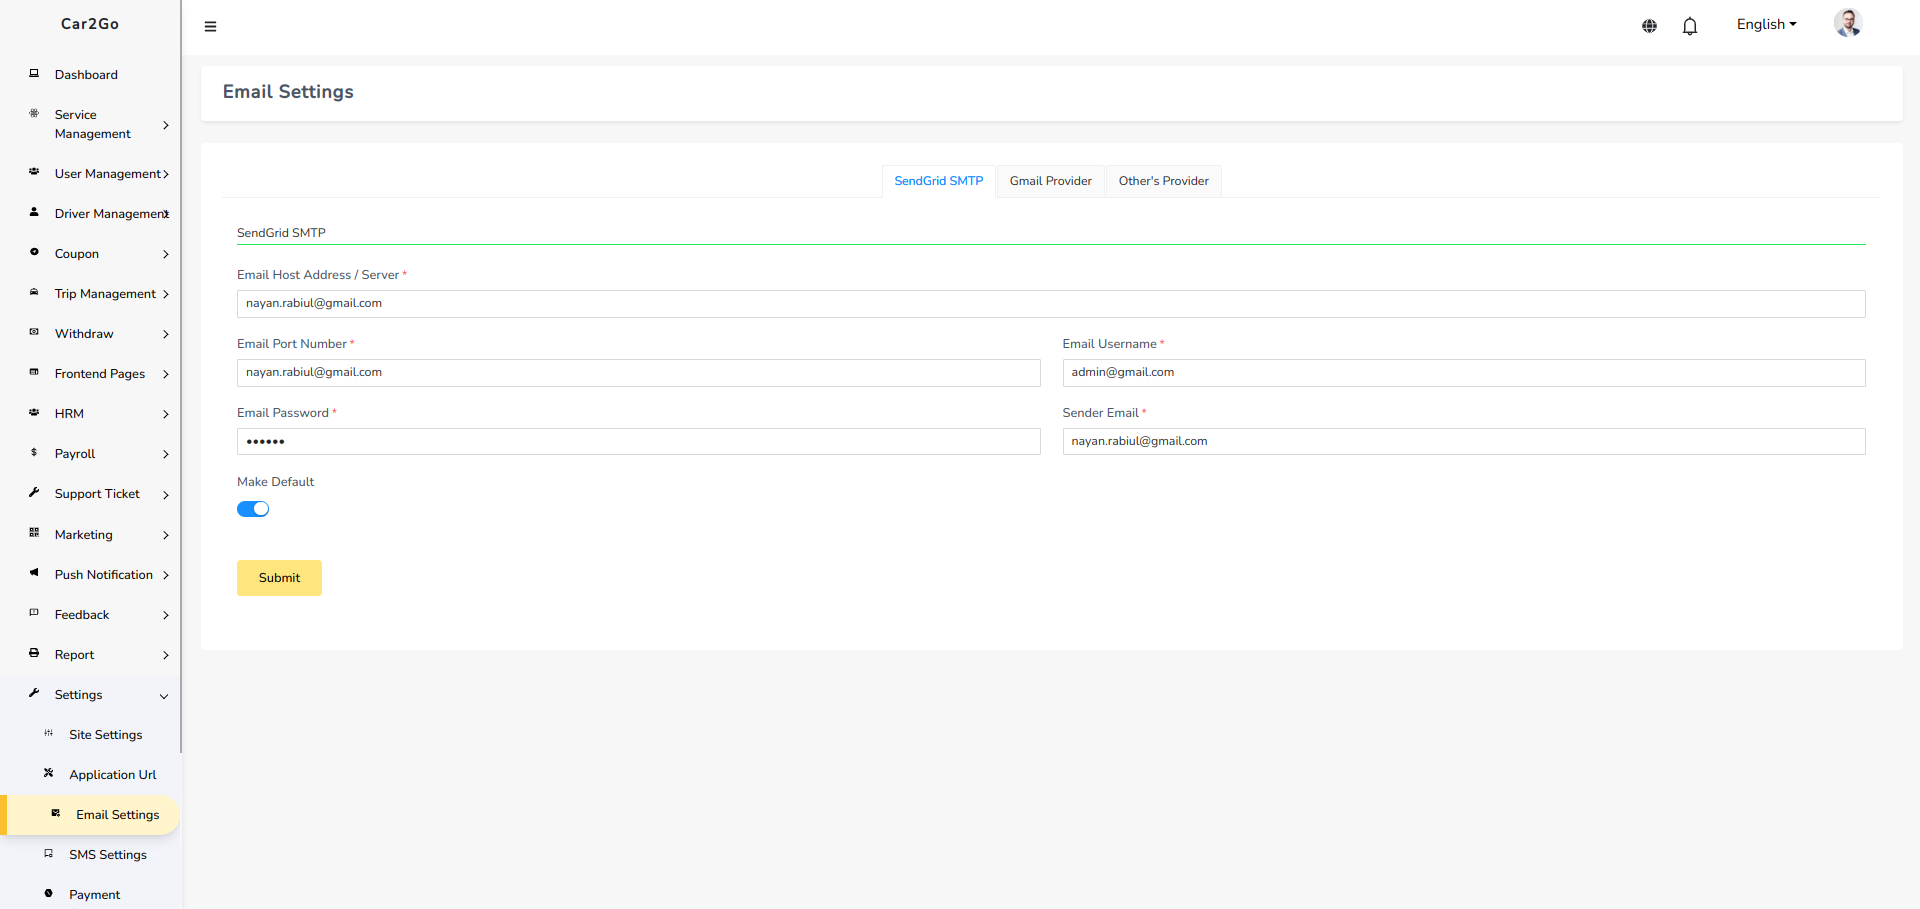 Car2Go
English
Dashboard
Service
Management
User Management
Driver Management
Coupon
Trip Management
Withdraw
Frontend Pages
HRM
Payroll
Support Ticket
Marketing
Push Notification
Feedback
Report
Settings
Site Settings
Application Url
Email Settings
SMS Settings
Payment
Email Settings
SendGrid SMTP
Gmail Provider
Other's Provider
SendGrid SMTP
Email Host Address / Server *
nayan.rabiul@gmail.com
Email Port Number *
nayan.rabiul@gmail.com
Email Username *
admin@gmail.com
Email Password *
••••••
Sender Email *
nayan.rabiul@gmail.com
Make Default
Submit